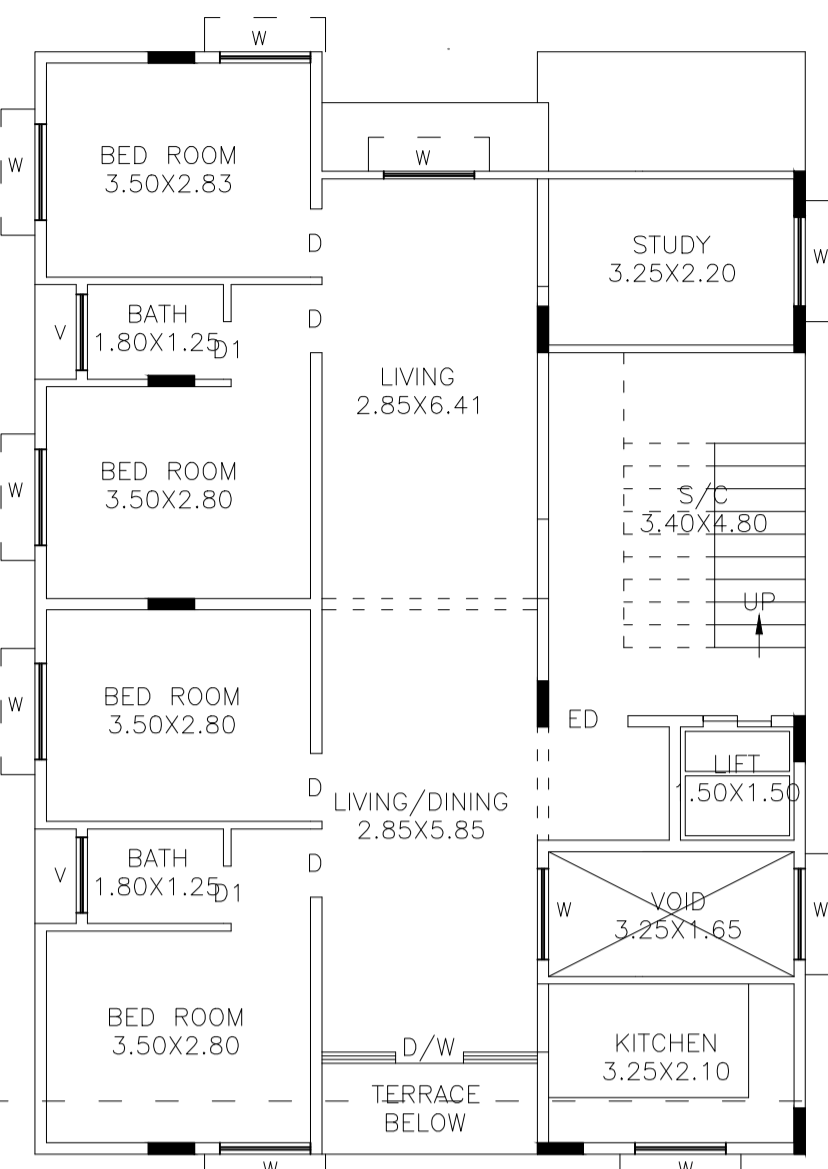 W
W
BED ROOM
3.50X2.83
W
W
STUDY
3.25X2.20
W
D
BATH
1.80X1.25
V
D1
D
LIVING
2.85X6.41
BED ROOM
3.50X2.80
W
S/C
3.40X4.80
UP
BED ROOM
3.50X2.80
W
ED
LIFT
1.50X1.50
D
LIVING/DINING
2.85X5.85
BATH
1.80X1.25
V
D1
D
W
VOID
3.25X1.65
W
BED ROOM
3.50X2.80
D/W
KITCHEN
3.25X2.10
TERRACE
BELOW
W
W